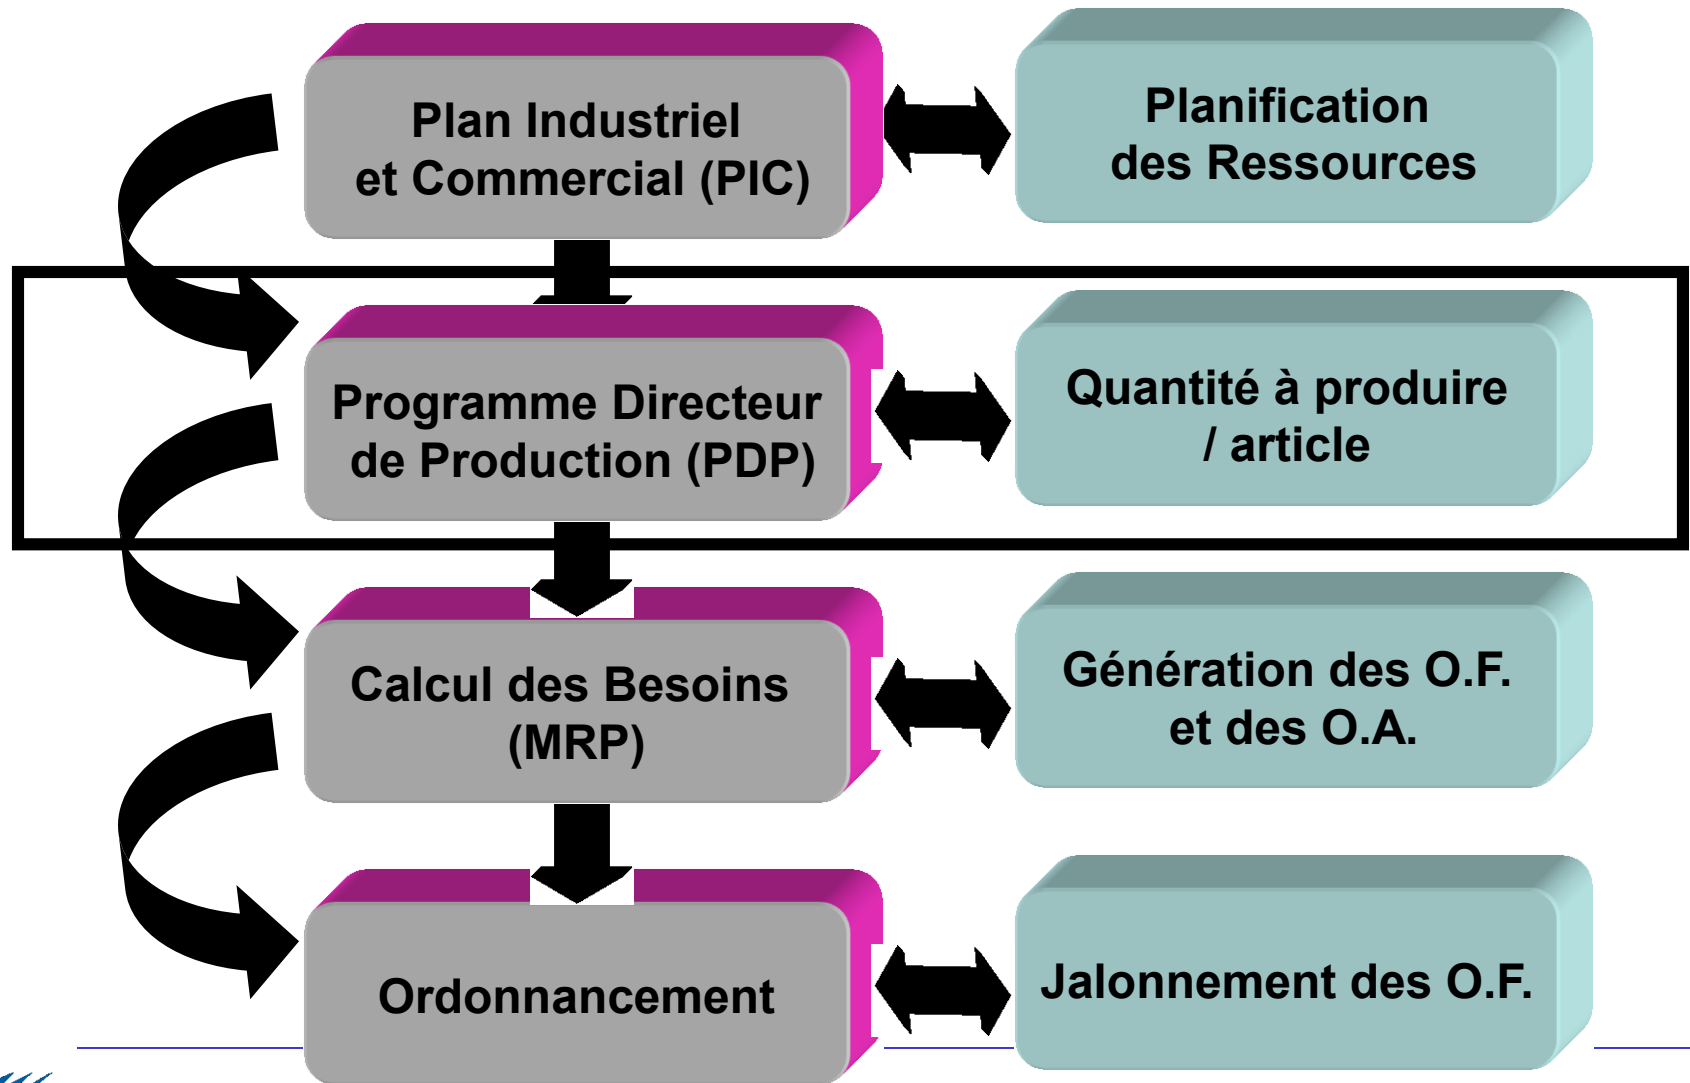 Plan Industriel
et Commercial (PIC)
Planification
des Ressources
Programme Directeur
de Production (PDP)
Quantité à produire
/ article
Calcul des Besoins
(MRP)
Génération des O.F.
et des O.A.
Ordonnancement
Jalonnement des O.F.